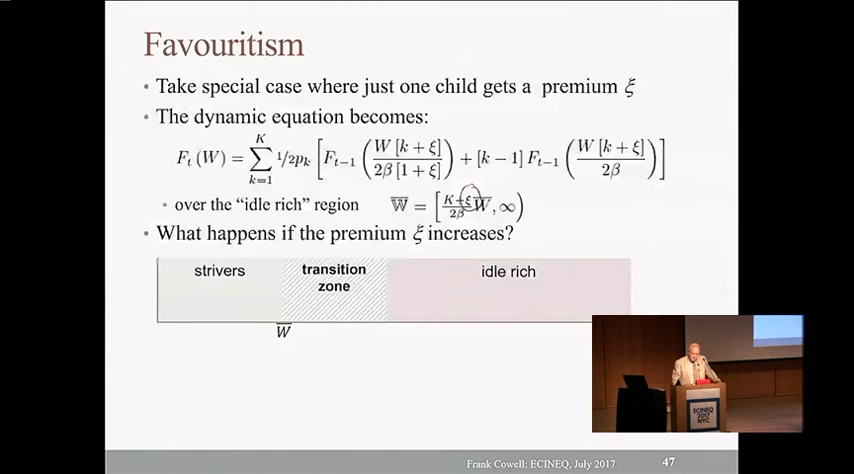 Favouritism
• Take special case where just one child gets a premium ξ
• The dynamic equation becomes:
F_t (W) = \sum_{k=1}^{K} 1/2 p_k [ F_{t−1} ( W [k + ξ] / 2β [1 + ξ] ) + [k − 1] F_{t−1} ( W [k + ξ] / 2β ) ]
• over the “idle rich” region 𝕎̅ = [ K+ξ / 2β W̅, ∞ )
• What happens if the premium ξ increases?
strivers transition zone idle rich
W̅
ECINEQ
2017
NYC
Frank Cowell: ECINEQ, July 2017 47